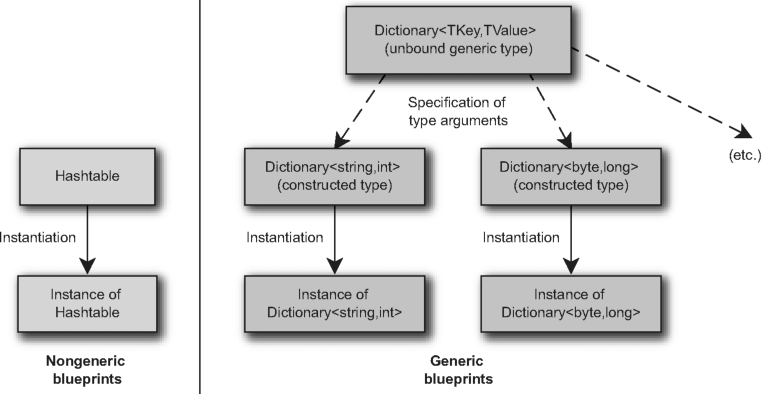 Dictionary<TKey,TValue>
(unbound generic type)
Specification of
type arguments
(etc.)
Hashtable
Dictionary<string,int>
(constructed type)
Dictionary<byte,long>
(constructed type)
Instantiation
Instantiation
Instantiation
Instance of
Hashtable
Instance of
Dictionary<string,int>
Instance of
Dictionary<byte,long>
Nongeneric
blueprints
Generic
blueprints